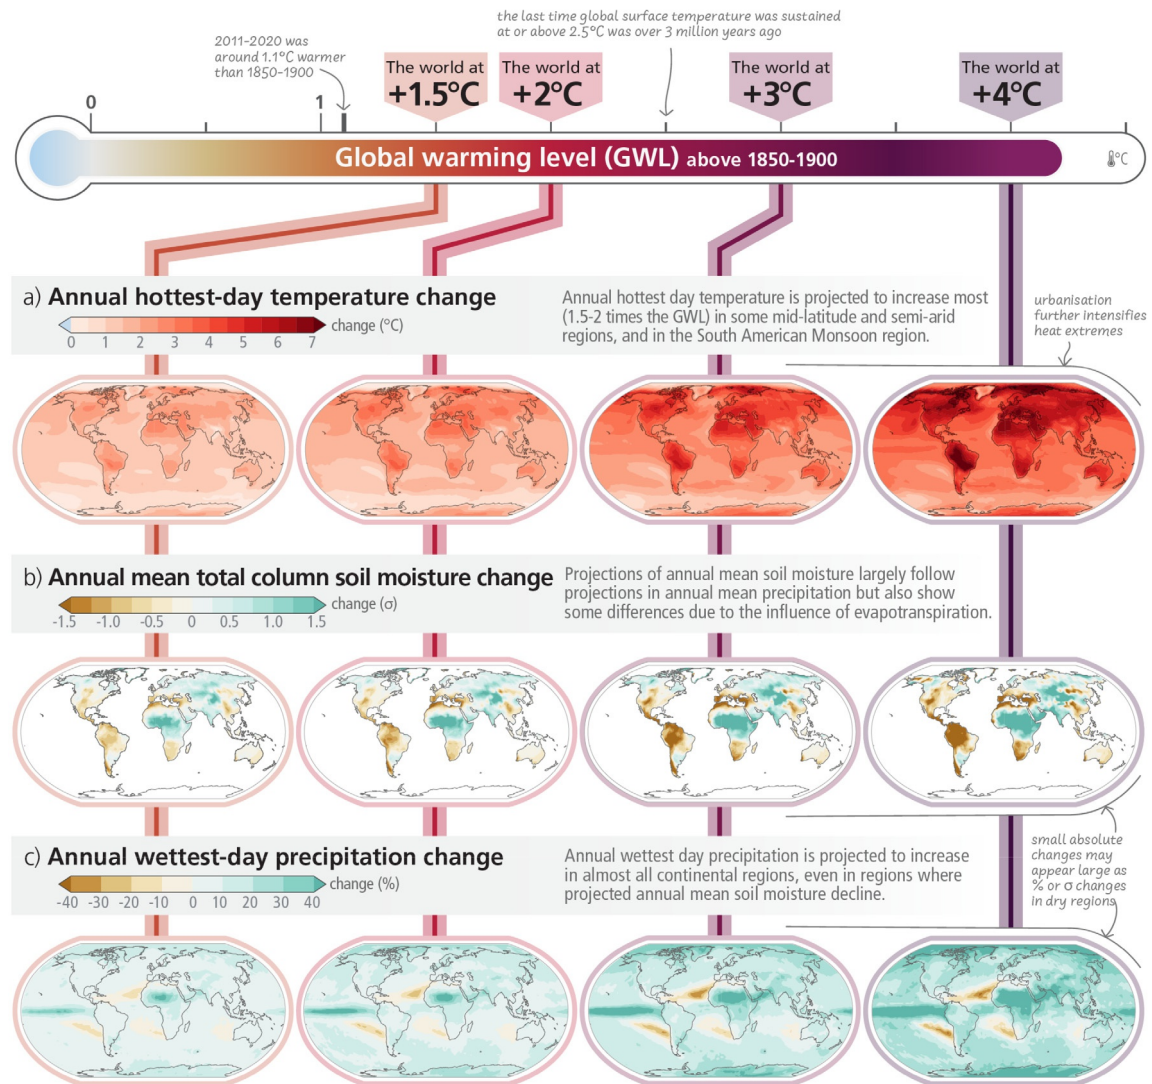 the last time global surface temperature was sustained
at or above 2.5°C was over 3 million years ago
2011-2020 was
around 1.1°C warmer
than 1850-1900
The world at
+1.5°C
The world at
+2°C
The world at
+3°C
The world at
+4°C
0
1
Global warming level (GWL) above 1850-1900
°C
a) Annual hottest-day temperature change
change (°C)
0 1 2 3 4 5 6 7
Annual hottest day temperature is projected to increase most
(1.5-2 times the GWL) in some mid-latitude and semi-arid
regions, and in the South American Monsoon region.
urbanisation
further intensifies
heat extremes
b) Annual mean total column soil moisture change
change (σ)
-1.5 -1.0 -0.5 0 0.5 1.0 1.5
Projections of annual mean soil moisture largely follow
projections in annual mean precipitation but also show
some differences due to the influence of evapotranspiration.
c) Annual wettest-day precipitation change
change (%)
-40 -30 -20 -10 0 10 20 30 40
Annual wettest day precipitation is projected to increase
in almost all continental regions, even in regions where
projected annual mean soil moisture decline.
small absolute
changes may
appear large as
% or σ changes
in dry regions